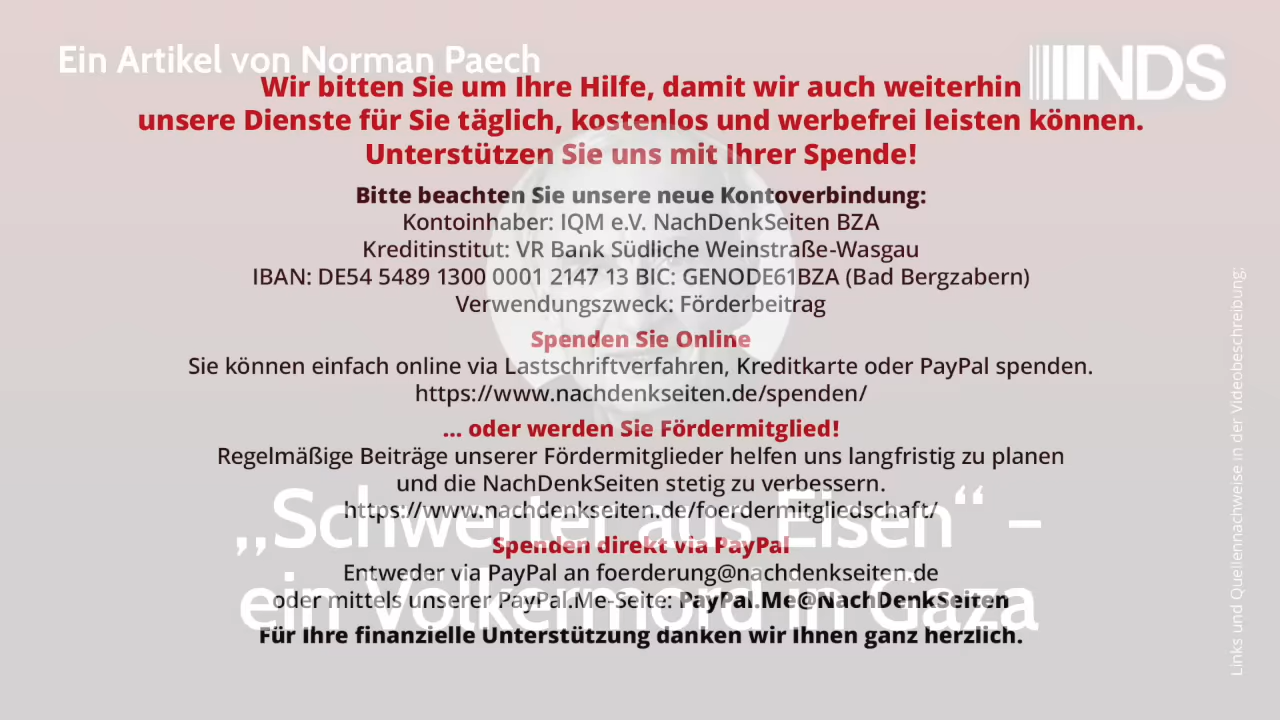 Ein Artikel von Norman Paech
NDS
Wir bitten Sie um Ihre Hilfe, damit wir auch weiterhin
unsere Dienste für Sie täglich, kostenlos und werbefrei leisten können.
Unterstützen Sie uns mit Ihrer Spende!
Bitte beachten Sie unsere neue Kontoverbindung:
Kontoinhaber: IQM e.V. NachDenkSeiten BZA
Kreditinstitut: VR Bank Südliche Weinstraße-Wasgau
IBAN: DE54 5489 1300 0001 2147 13 BIC: GENODE61BZA (Bad Bergzabern)
Verwendungszweck: Förderbeitrag
Spenden Sie Online
Sie können einfach online via Lastschriftverfahren, Kreditkarte oder PayPal spenden.
https://www.nachdenkseiten.de/spenden/
... oder werden Sie Fördermitglied!
Regelmäßige Beiträge unserer Fördermitglieder helfen uns langfristig zu planen
und die NachDenkSeiten stetig zu verbessern.
https://www.nachdenkseiten.de/foerdermitgliedschaft/
„Schwerter aus Eisen“ –
Spenden direkt via PayPal
Entweder via PayPal an foerderung@nachdenkseiten.de
oder mittels unserer PayPal.Me-Seite: PayPal.Me@NachDenkSeiten
ein Völkermord in Gaza
Für Ihre finanzielle Unterstützung danken wir Ihnen ganz herzlich.
Links und Quellennachweise in der Videobeschreibung: